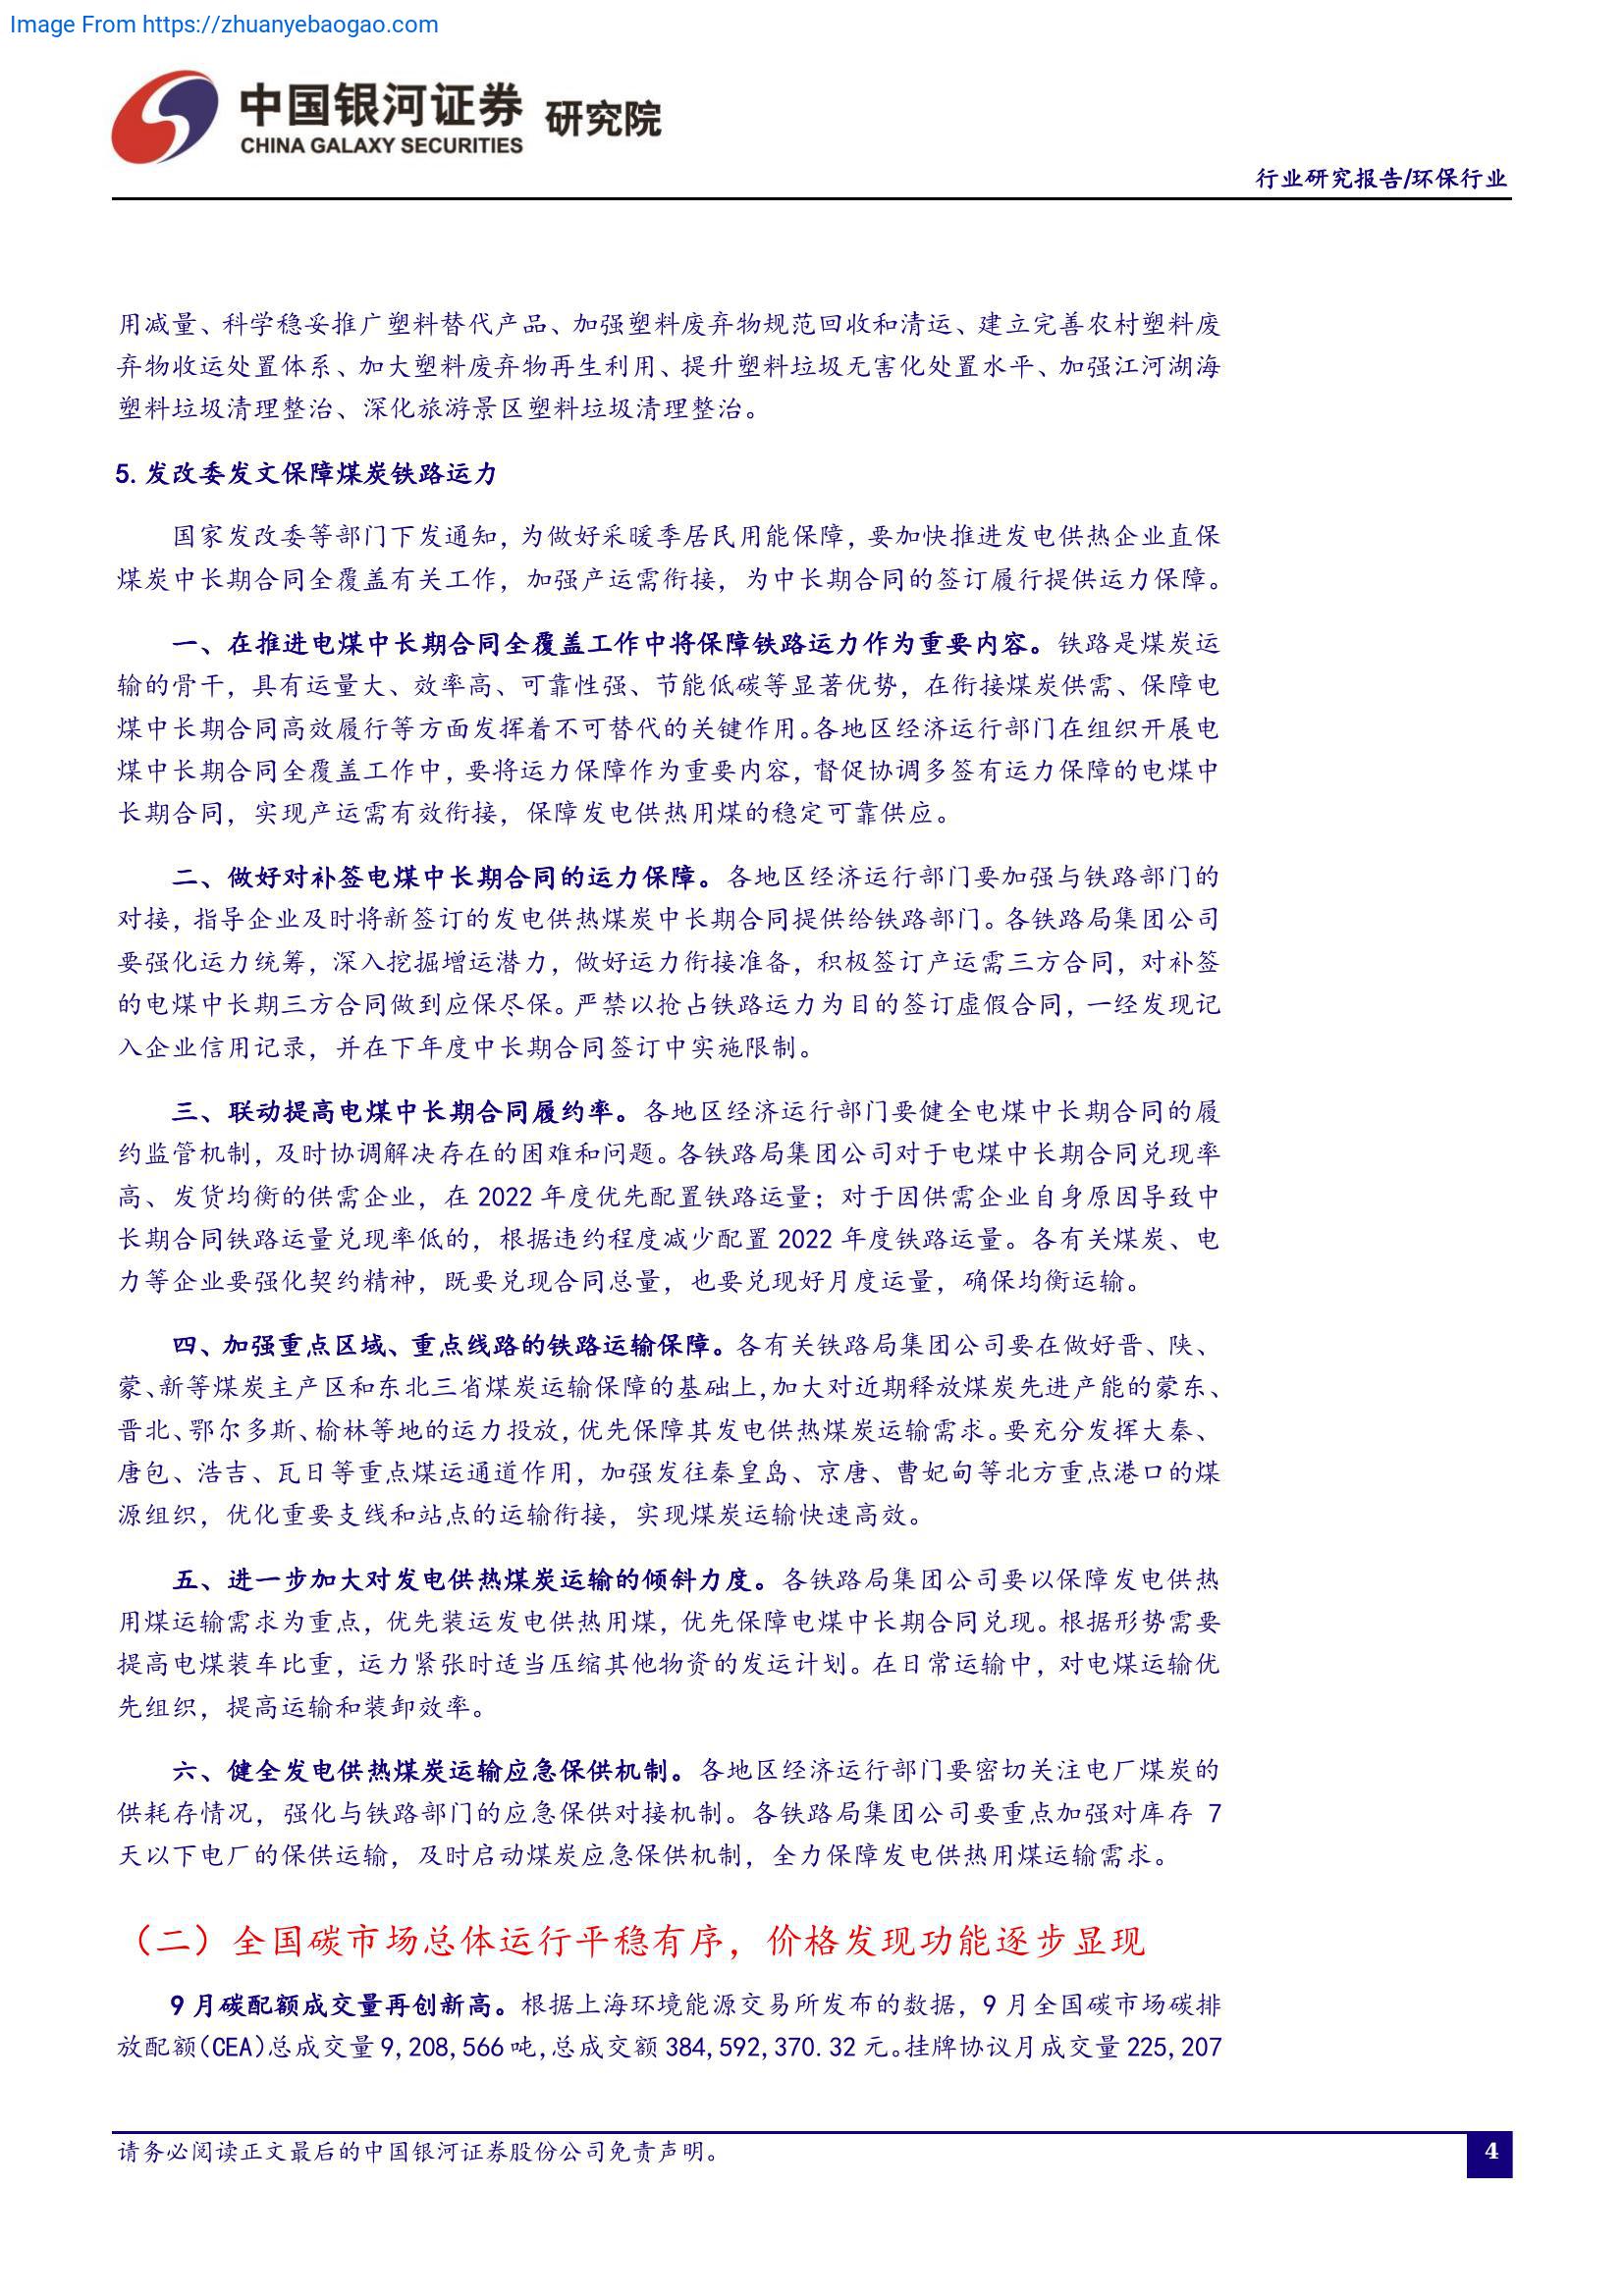 Image From https://zhuanyebaogao.com
中国银河证券 研究院
CHINA GALAXY SECURITIES
行业研究报告/环保行业
用减量、科学稳妥推广塑料替代产品、加强塑料废弃物规范回收和清运、建立完善农村塑料废
弃物收运处置体系、加大塑料废弃物再生利用、提升塑料垃圾无害化处置水平、加强江河湖海
塑料垃圾清理整治、深化旅游景区塑料垃圾清理整治。
5. 发改委发文保障煤炭铁路运力
国家发改委等部门下发通知，为做好采暖季居民用能保障，要加快推进发电供热企业直保
煤炭中长期合同全覆盖有关工作，加强产运需衔接，为中长期合同的签订履行提供运力保障。
一、在推进电煤中长期合同全覆盖工作中将保障铁路运力作为重要内容。铁路是煤炭运
输的骨干，具有运量大、效率高、可靠性强、节能低碳等显著优势，在衔接煤炭供需、保障电
煤中长期合同高效履行等方面发挥着不可替代的关键作用。各地区经济运行部门在组织开展电
煤中长期合同全覆盖工作中，要将运力保障作为重要内容，督促协调多签有运力保障的电煤中
长期合同，实现产运需有效衔接，保障发电供热用煤的稳定可靠供应。
二、做好对补签电煤中长期合同的运力保障。各地区经济运行部门要加强与铁路部门的
对接，指导企业及时将新签订的发电供热煤炭中长期合同提供给铁路部门。各铁路局集团公司
要强化运力统筹，深入挖掘增运潜力，做好运力衔接准备，积极签订产运需三方合同，对补签
的电煤中长期三方合同做到应保尽保。严禁以抢占铁路运力为目的签订虚假合同，一经发现记
入企业信用记录，并在下年度中长期合同签订中实施限制。
三、联动提高电煤中长期合同履约率。各地区经济运行部门要健全电煤中长期合同的履
约监管机制，及时协调解决存在的困难和问题。各铁路局集团公司对于电煤中长期合同兑现率
高、发货均衡的供需企业，在 2022 年度优先配置铁路运量；对于因供需企业自身原因导致中
长期合同铁路运量兑现率低的，根据违约程度减少配置 2022 年度铁路运量。各有关煤炭、电
力等企业要强化契约精神，既要兑现合同总量，也要兑现好月度运量，确保均衡运输。
四、加强重点区域、重点线路的铁路运输保障。各有关铁路局集团公司要在做好晋、陕、
蒙、新等煤炭主产区和东北三省煤炭运输保障的基础上，加大对近期释放煤炭先进产能的蒙东、
晋北、鄂尔多斯、榆林等地的运力投放，优先保障其发电供热煤炭运输需求。要充分发挥大秦、
唐包、浩吉、瓦日等重点煤运通道作用，加强发往秦皇岛、京唐、曹妃甸等北方重点港口的煤
源组织，优化重要支线和站点的运输衔接，实现煤炭运输快速高效。
五、进一步加大对发电供热煤炭运输的倾斜力度。各铁路局集团公司要以保障发电供热
用煤运输需求为重点，优先装运发电供热用煤，优先保障电煤中长期合同兑现。根据形势需要
提高电煤装车比重，运力紧张时适当压缩其他物资的发运计划。在日常运输中，对电煤运输优
先组织，提高运输和装卸效率。
六、健全发电供热煤炭运输应急保供机制。各地区经济运行部门要密切关注电厂煤炭的
供耗存情况，强化与铁路部门的应急保供对接机制。各铁路局集团公司要重点加强对库存 7
天以下电厂的保供运输，及时启动煤炭应急保供机制，全力保障发电供热用煤运输需求。
（二）全国碳市场总体运行平稳有序，价格发现功能逐步显现
9 月碳配额成交量再创新高。根据上海环境能源交易所发布的数据，9 月全国碳市场碳排
放配额（CEA）总成交量 9,208,566 吨，总成交额 384,592,370.32 元。挂牌协议月成交量 225,207
请务必阅读正文最后的中国银河证券股份公司免责声明。
4